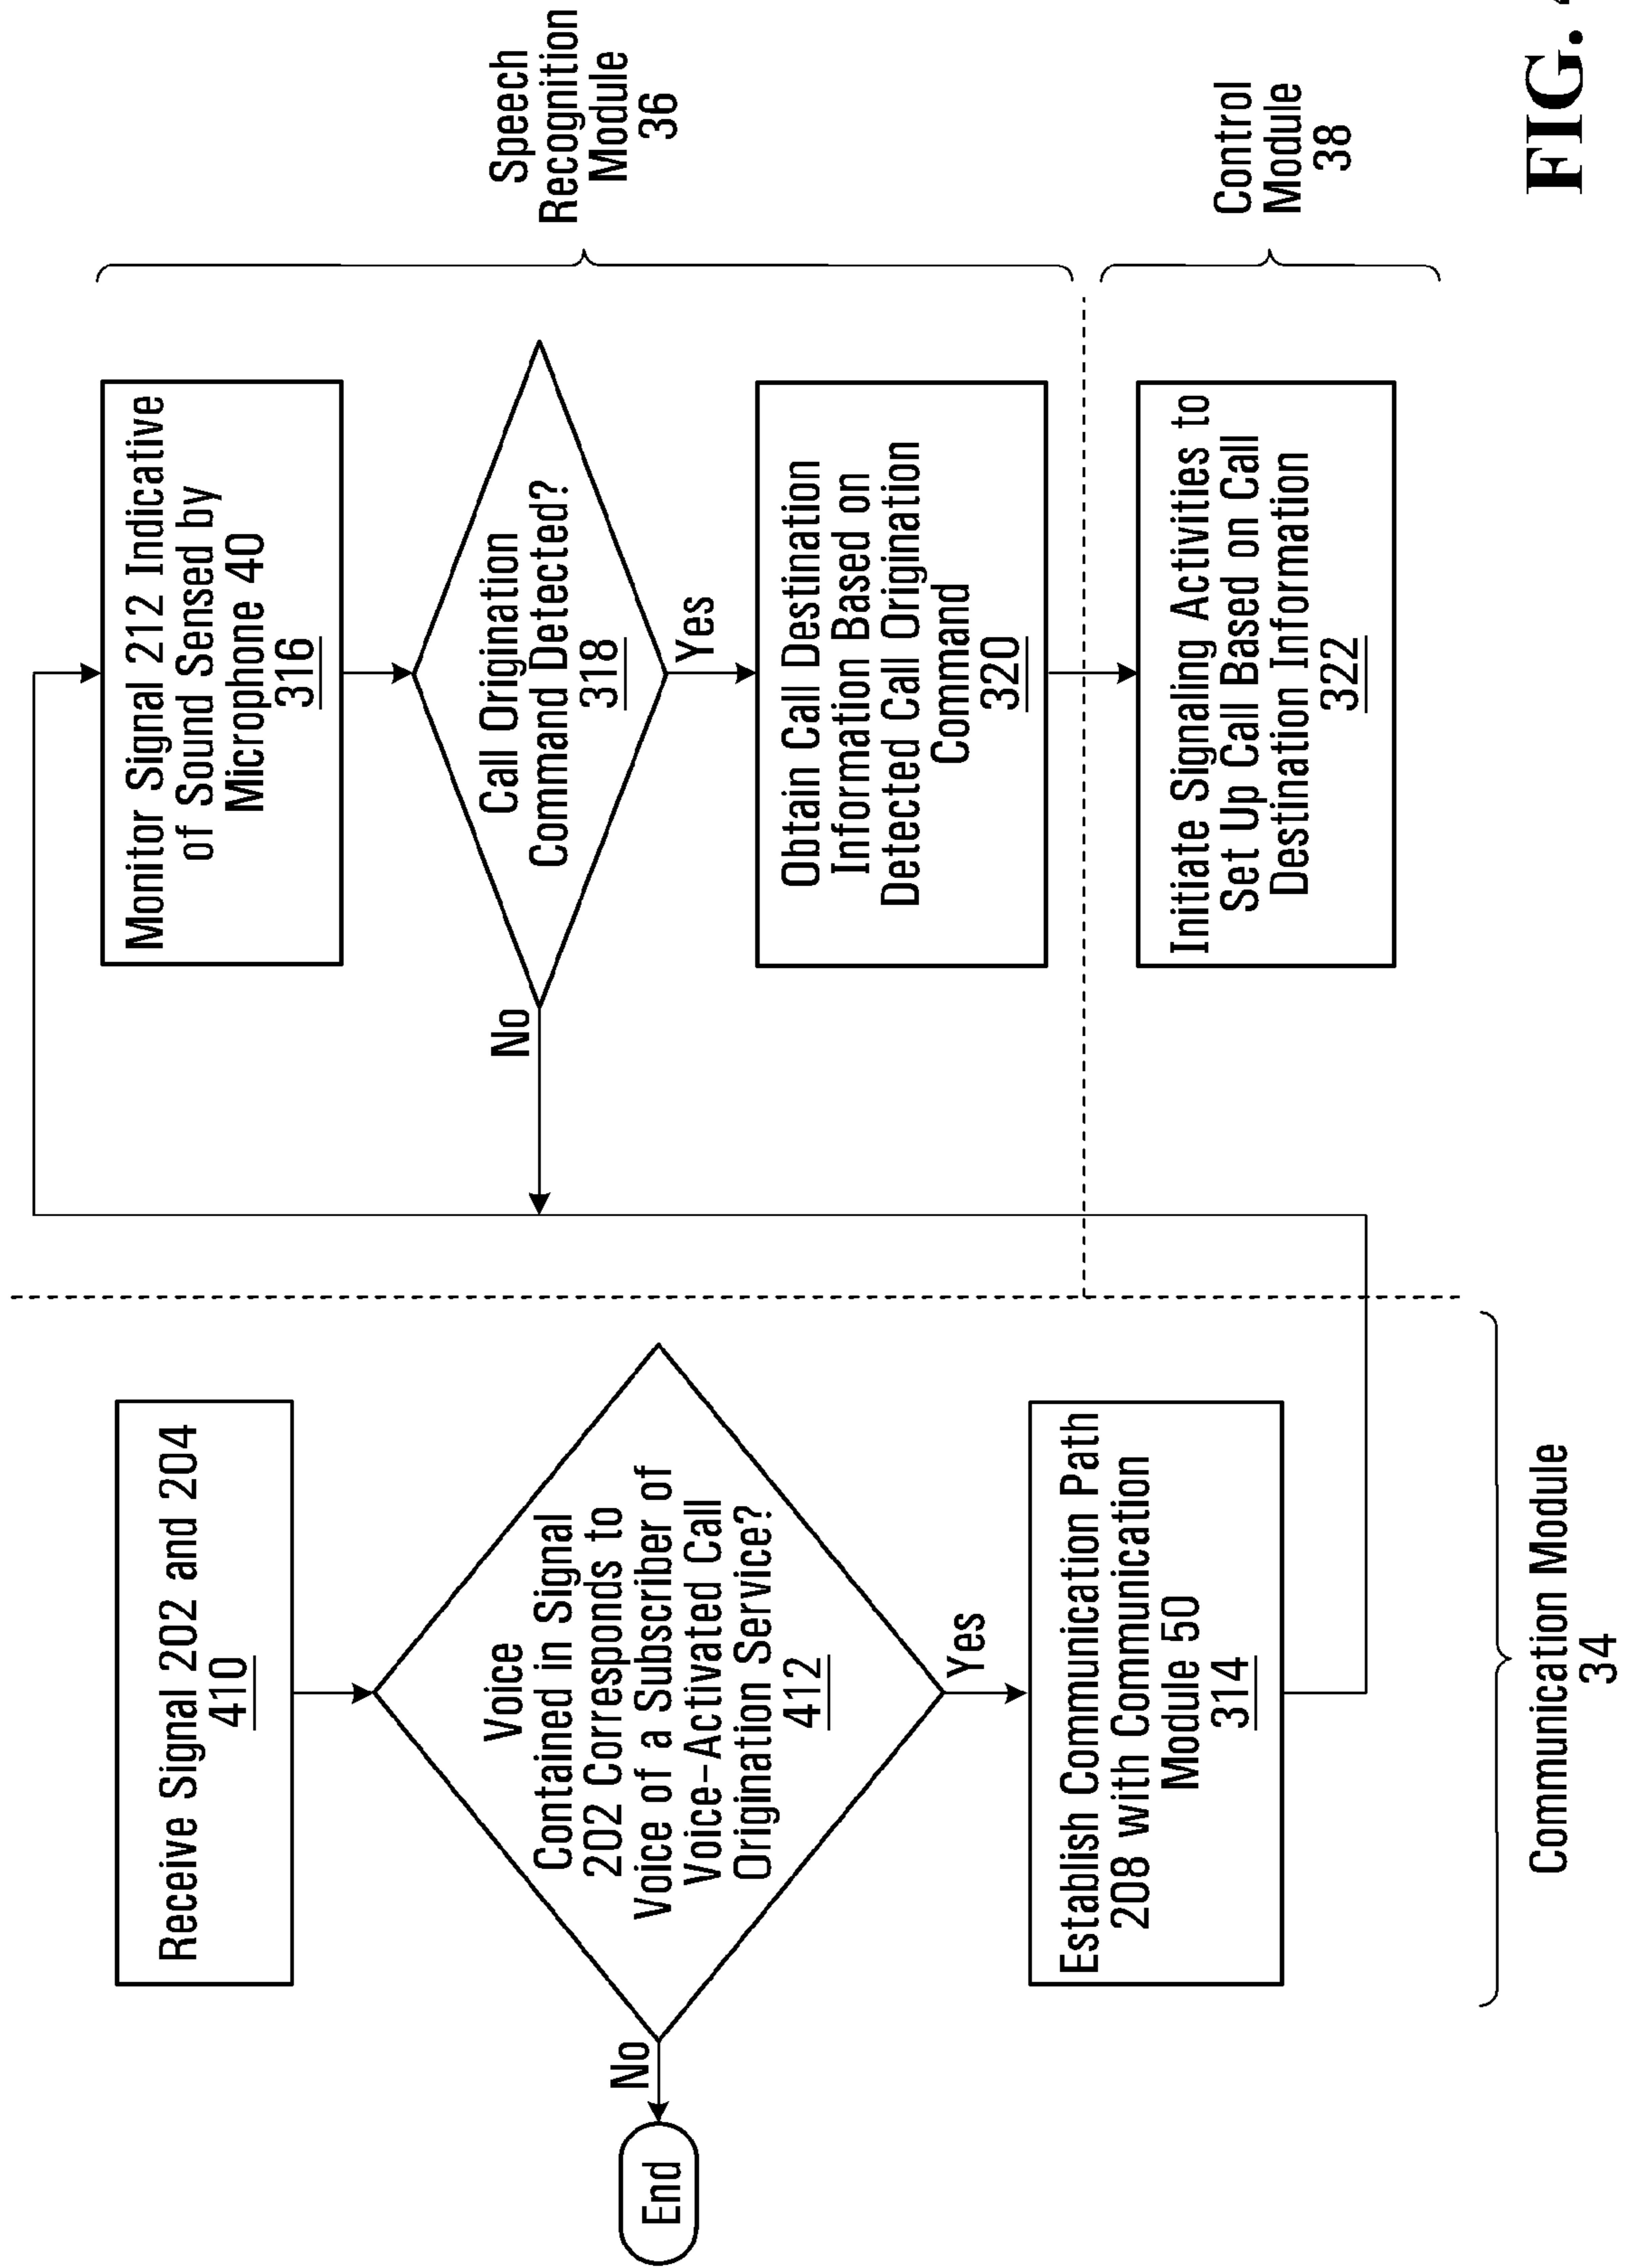 Receive Signal 202 and 204
410
Voice
Contained in Signal
202 Corresponds to
Voice of a Subscriber of
Voice-Activated Call
Origination Service?
412
No
End
Yes
Establish Communication Path
208 with Communication
Module 50
314
Communication Module
34
Monitor Signal 212 Indicative
of Sound Sensed by
Microphone 40
316
Call Origination
Command Detected?
318
No
Yes
Obtain Call Destination
Information Based on
Detected Call Origination
Command
320
Initiate Signaling Activities to
Set Up Call Based on Call
Destination Information
322
Speech
Recognition
Module
36
Control
Module
38
FIG.